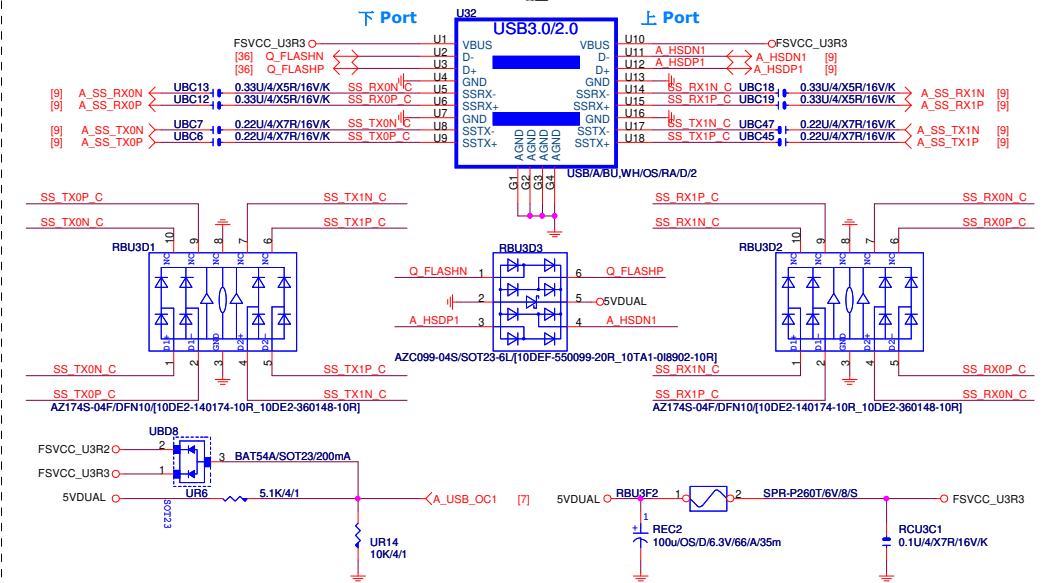 下 Port
U32
上 Port
USB3.0/2.0
FSVCC_U3R3
U1
VBUS
VBUS
U10
FSVCC_U3R3
[36] Q_FLASHN
U2
D-
D-
U11
A_HSDN1
A_HSDN1 [9]
[36] Q_FLASHP
U3
D+
D+
U12
A_HSDP1 [9]
U4
GND
GND
U13
[9] A_SS_RX0N
UBC13
0.33U/4/X5R/16V/K
SS_RX0N_C
U5
SSRX-
SSRX-
U14
SS_RX1N_C
UBC18
0.33U/4/X5R/16V/K
A_SS_RX1N [9]
[9] A_SS_RX0P
UBC12
0.33U/4/X5R/16V/K
SS_RX0P_C
U6
SSRX+
SSRX+
U15
SS_RX1P_C
UBC19
0.33U/4/X5R/16V/K
A_SS_RX1P [9]
U7
GND
GND
U16
[9] A_SS_TX0N
UBC7
0.22U/4/X7R/16V/K
SS_TX0N_C
U8
SSTX-
SSTX-
U17
SS_TX1N_C
UBC47
0.22U/4/X7R/16V/K
A_SS_TX1N [9]
[9] A_SS_TX0P
UBC6
0.22U/4/X7R/16V/K
SS_TX0P_C
U9
SSTX+
SSTX+
U18
SS_TX1P_C
UBC45
0.22U/4/X7R/16V/K
A_SS_TX1P [9]
AGND
AGND
AGND
AGND
G1
G2
G3
G4
USB/A/BU,WH/OS/RA/D/2
SS_TX0P_C
SS_TX1N_C
SS_TX0N_C
SS_TX1P_C
RBU3D1
10
9
8
7
6
NC
NC
NC
NC
D1+
D1-
GND
D2+
D2-
1
2
3
4
5
SS_TX0N_C
SS_TX1P_C
SS_TX0P_C
SS_TX1N_C
AZ174S-04F/DFN10/[10DE2-140174-10R_10DE2-360148-10R]
RBU3D3
Q_FLASHN
1
6
Q_FLASHP
2
5
5VDUAL
A_HSDP1
3
4
A_HSDN1
AZC099-04S/SOT23-6L/[10DEF-550099-20R_10TA1-0I8902-10R]
SS_RX1P_C
SS_RX0N_C
SS_RX1N_C
SS_RX0P_C
RBU3D2
10
9
8
7
6
NC
NC
NC
NC
D1+
D1-
GND
D2+
D2-
1
2
3
4
5
SS_RX1N_C
SS_RX0P_C
SS_RX1P_C
SS_RX0N_C
AZ174S-04F/DFN10/[10DE2-140174-10R_10DE2-360148-10R]
UBD8
FSVCC_U3R2
2
3
BAT54A/SOT23/200mA
FSVCC_U3R3
1
5VDUAL
UR6
5.1K/4/1
A_USB_OC1 [7]
SOT23
UR14
10K/4/1
5VDUAL
RBU3F2
1
2
SPR-P260T/6V/8/S
FSVCC_U3R3
1
+
REC2
100u/OS/D/6.3V/66/A/35m
RCU3C1
0.1U/4/X7R/16V/K